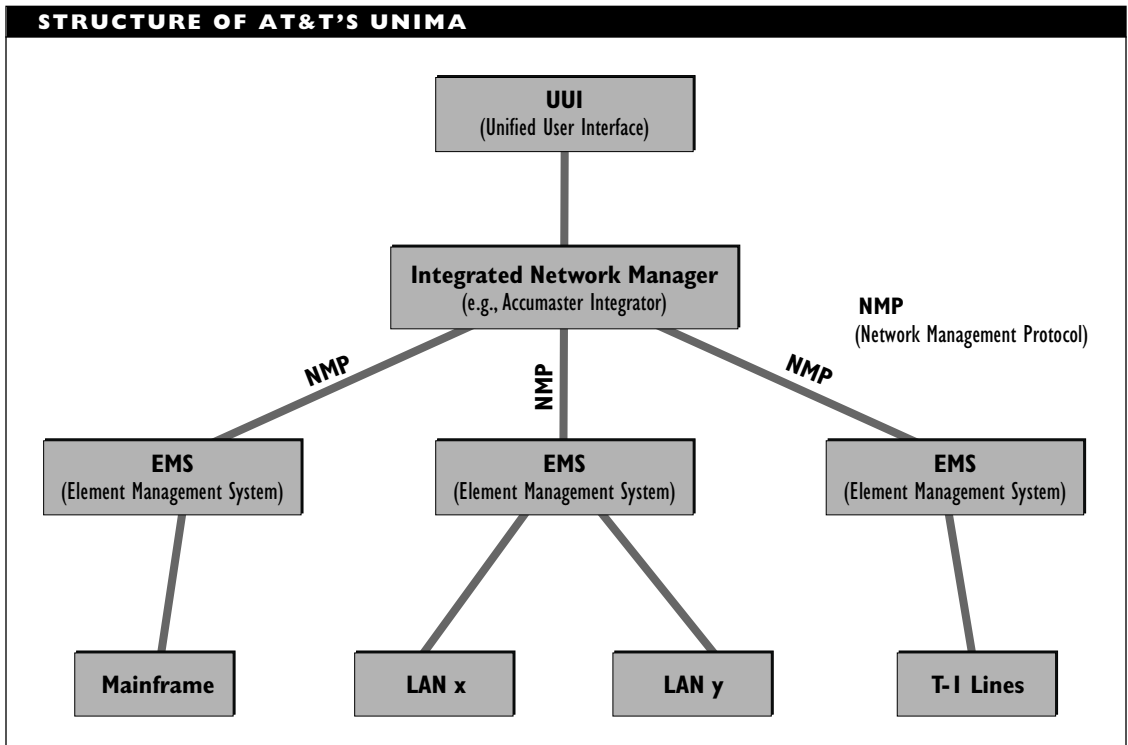 STRUCTURE OF AT&T'S UNIMA
UUI
(Unified User Interface)
Integrated Network Manager
(e.g., Accumaster Integrator)
NMP
(Network Management Protocol)
NMP
NMP
NMP
EMS
(Element Management System)
EMS
(Element Management System)
EMS
(Element Management System)
Mainframe
LAN x
LAN y
T-1 Lines